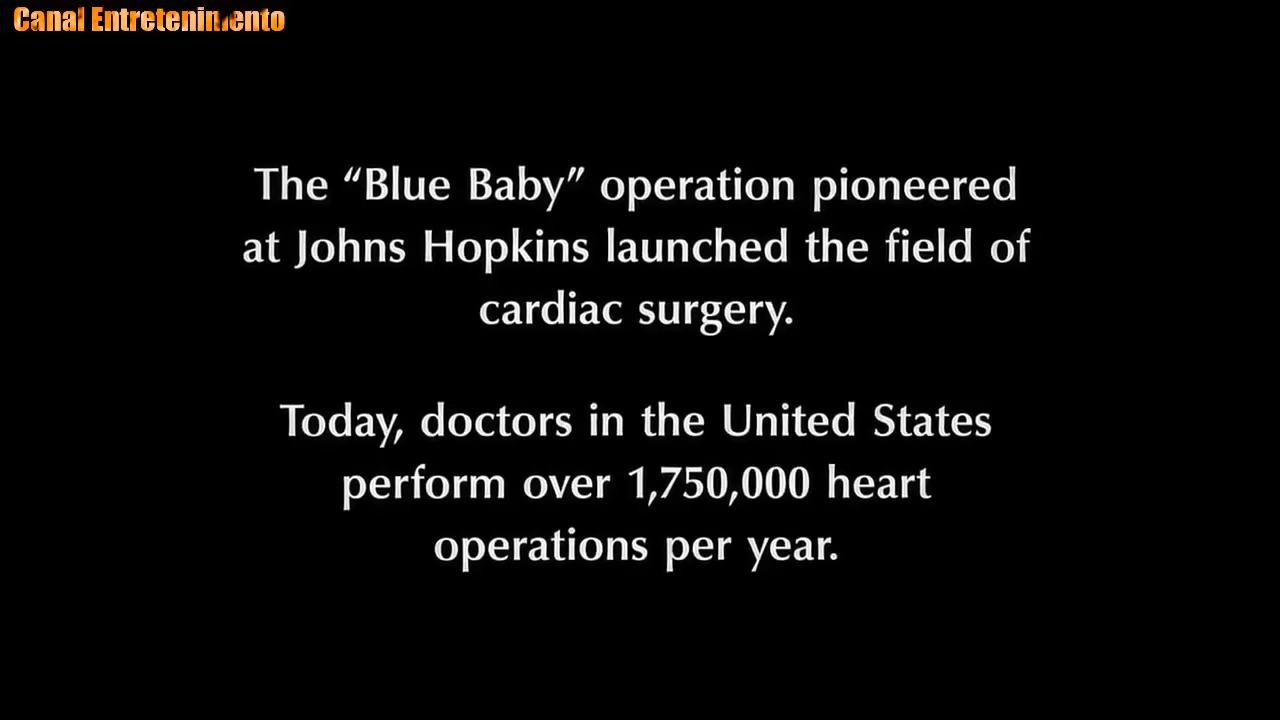 Canal Entretenimento
The “Blue Baby” operation pioneered
at Johns Hopkins launched the field of
cardiac surgery.
Today, doctors in the United States
perform over 1,750,000 heart
operations per year.